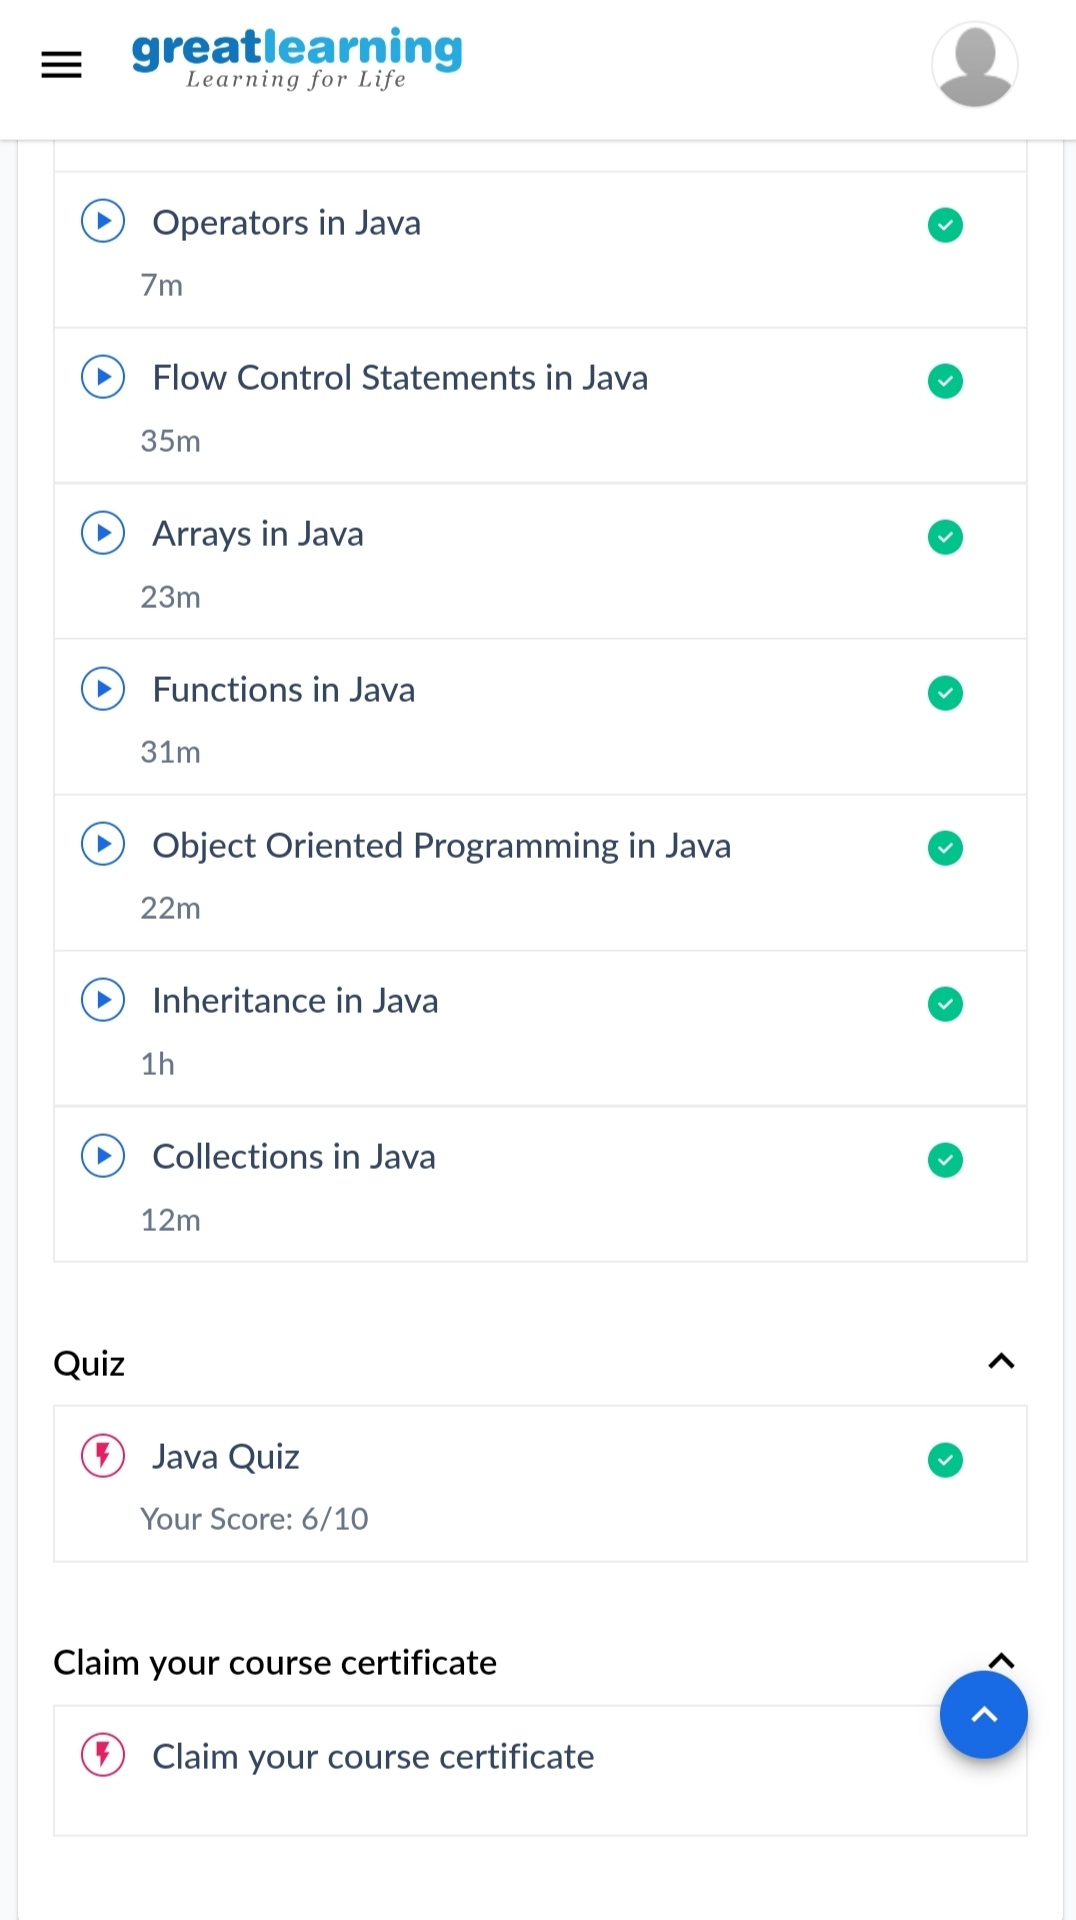 greatlearning
Learning for Life
Operators in Java
7m
Flow Control Statements in Java
35m
Arrays in Java
23m
Functions in Java
31m
Object Oriented Programming in Java
22m
Inheritance in Java
1h
Collections in Java
12m
Quiz
Java Quiz
Your Score: 6/10
Claim your course certificate
Claim your course certificate